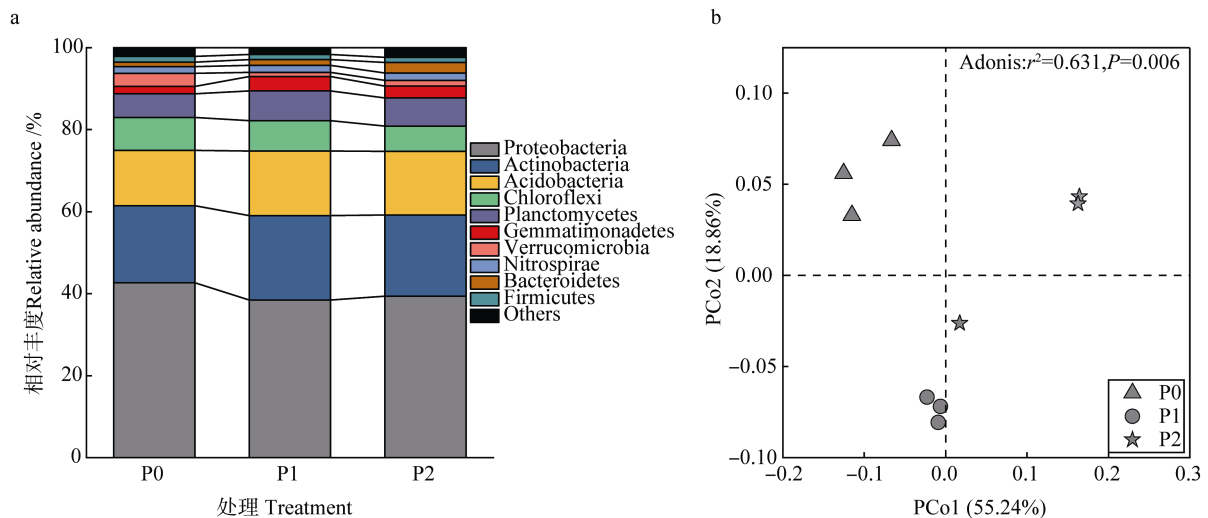 a
100
80
60
40
20
0
相对丰度Relative abundance /%
P0
P1
P2
处理 Treatment
Proteobacteria
Actinobacteria
Acidobacteria
Chloroflexi
Planctomycetes
Gemmatimonadetes
Verrucomicrobia
Nitrospirae
Bacteroidetes
Firmicutes
Others
b
Adonis:r²=0.631,P=0.006
0.10
0.05
0.00
−0.05
−0.10
PCo2 (18.86%)
P0
P1
P2
−0.2
−0.1
0.0
0.1
0.2
0.3
PCo1 (55.24%)